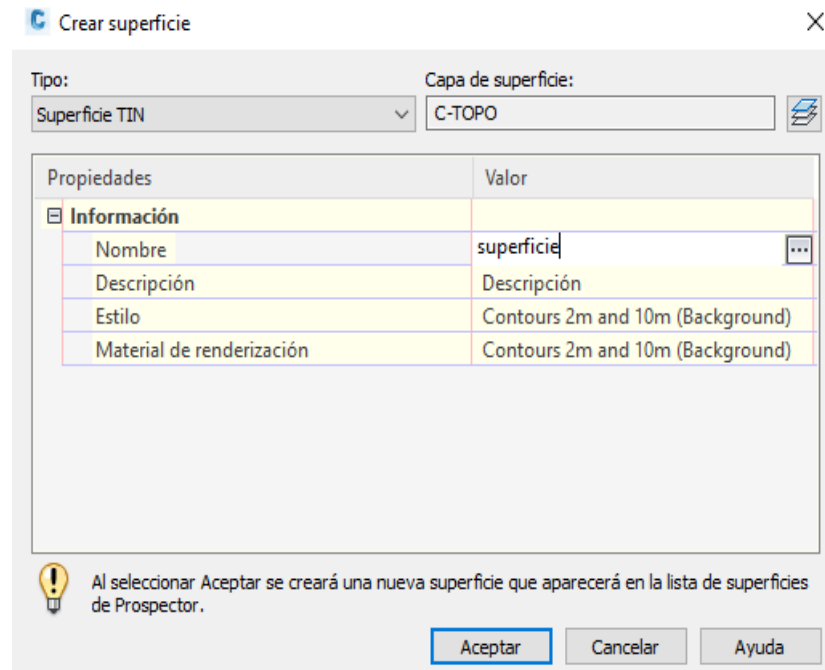 Crear superficie
Tipo:
Capa de superficie:
Superficie TIN
C-TOPO
Propiedades Valor
Información
Nombre superficie
Descripción Descripción
Estilo Contours 2m and 10m (Background)
Material de renderización Contours 2m and 10m (Background)
Al seleccionar Aceptar se creará una nueva superficie que aparecerá en la lista de superficies
de Prospector.
Aceptar Cancelar Ayuda